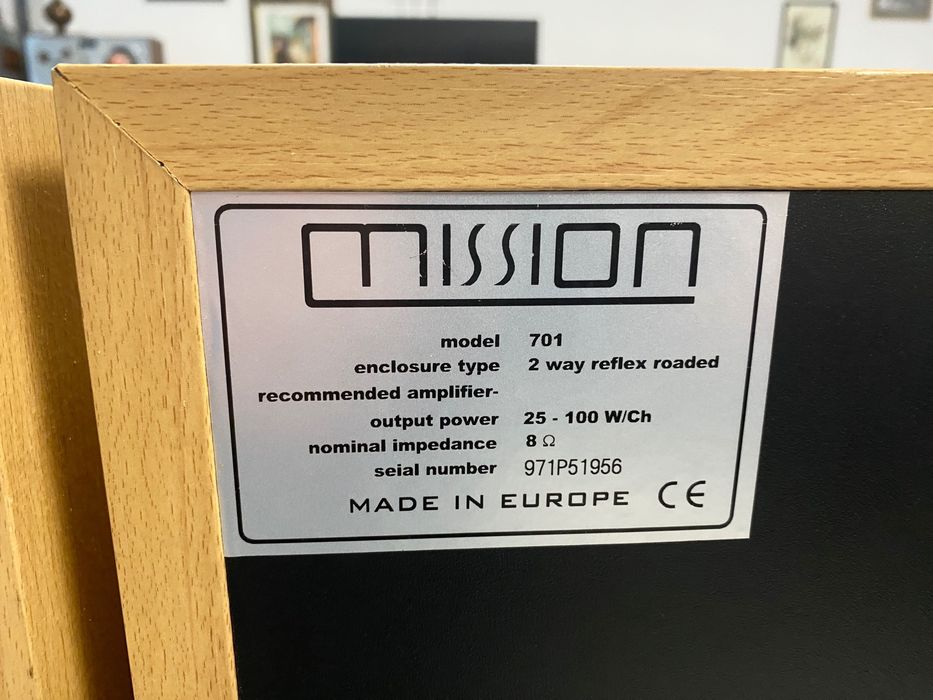 mission
model 701
enclosure type 2 way reflex roaded
recommended amplifier-
output power 25 - 100 W/Ch
nominal impedance 8 Ω
seial number 971P51956
MADE IN EUROPE CE